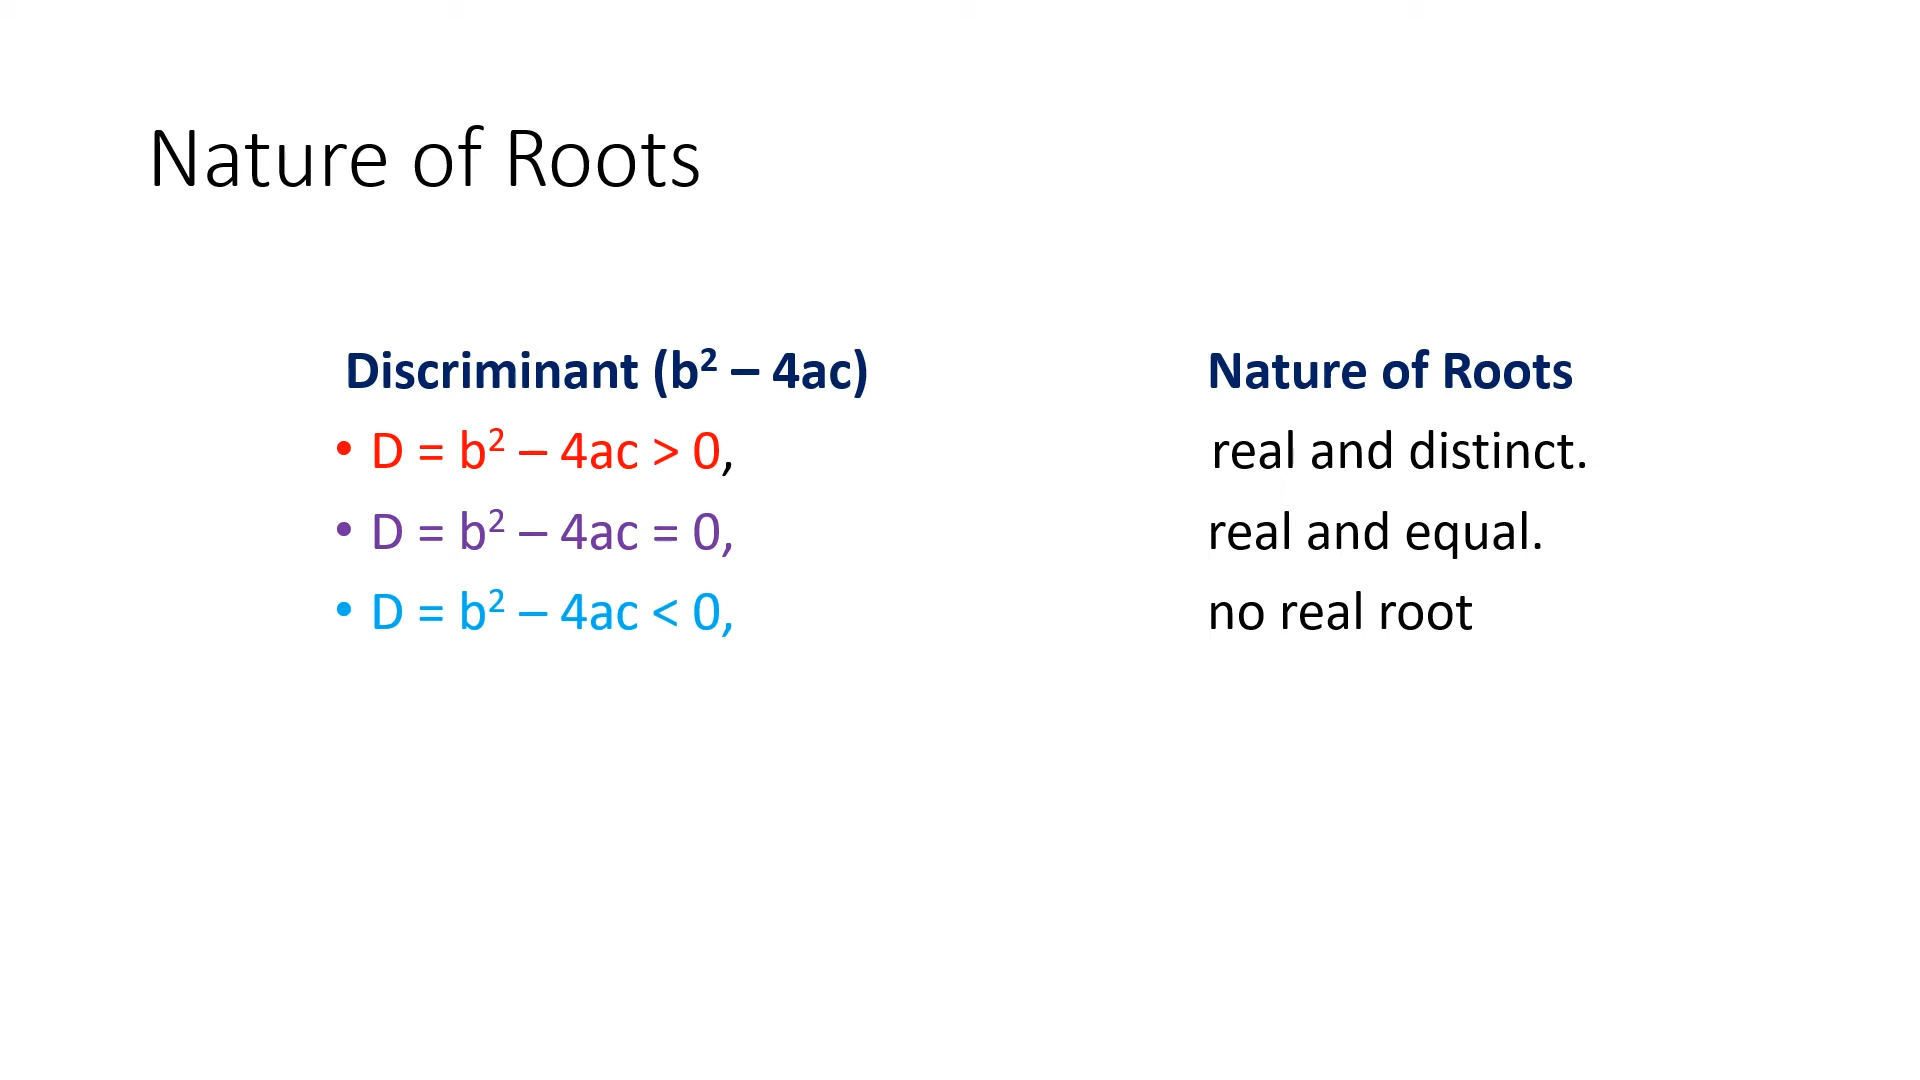 Nature of Roots
Discriminant (b² – 4ac) Nature of Roots
• D = b² – 4ac > 0, real and distinct.
• D = b² – 4ac = 0, real and equal.
• D = b² – 4ac < 0, no real root